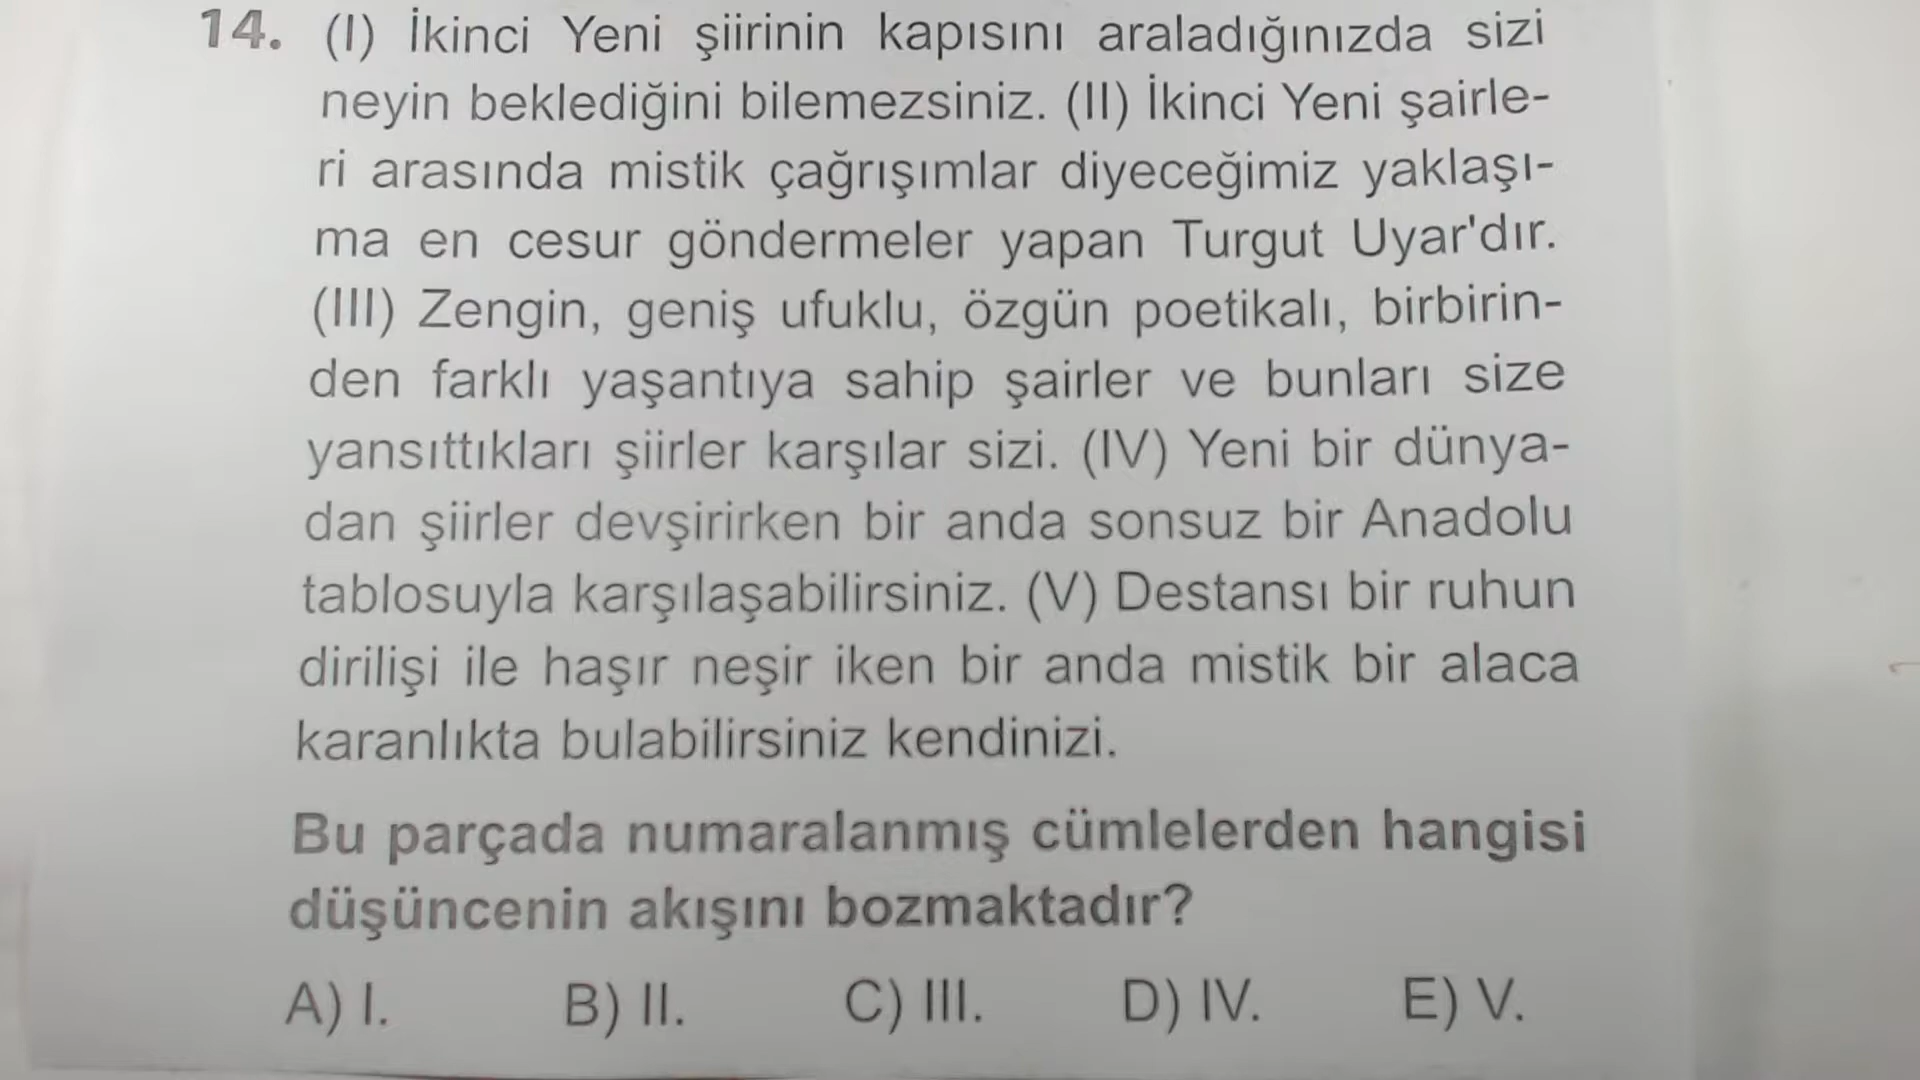 14. (I) İkinci Yeni şiirinin kapısını araladığınızda sizi
neyin beklediğini bilemezsiniz. (II) İkinci Yeni şairle-
ri arasında mistik çağrışımlar diyeceğimiz yaklaşı-
ma en cesur göndermeler yapan Turgut Uyar'dır.
(III) Zengin, geniş ufuklu, özgün poetikalı, birbirin-
den farklı yaşantıya sahip şairler ve bunları size
yansıttıkları şiirler karşılar sizi. (IV) Yeni bir dünya-
dan şiirler devşirirken bir anda sonsuz bir Anadolu
tablosuyla karşılaşabilirsiniz. (V) Destansı bir ruhun
dirilişi ile haşır neşir iken bir anda mistik bir alaca
karanlıkta bulabilirsiniz kendinizi.
Bu parçada numaralanmış cümlelerden hangisi
düşüncenin akışını bozmaktadır?
A) I. B) II. C) III. D) IV. E) V.